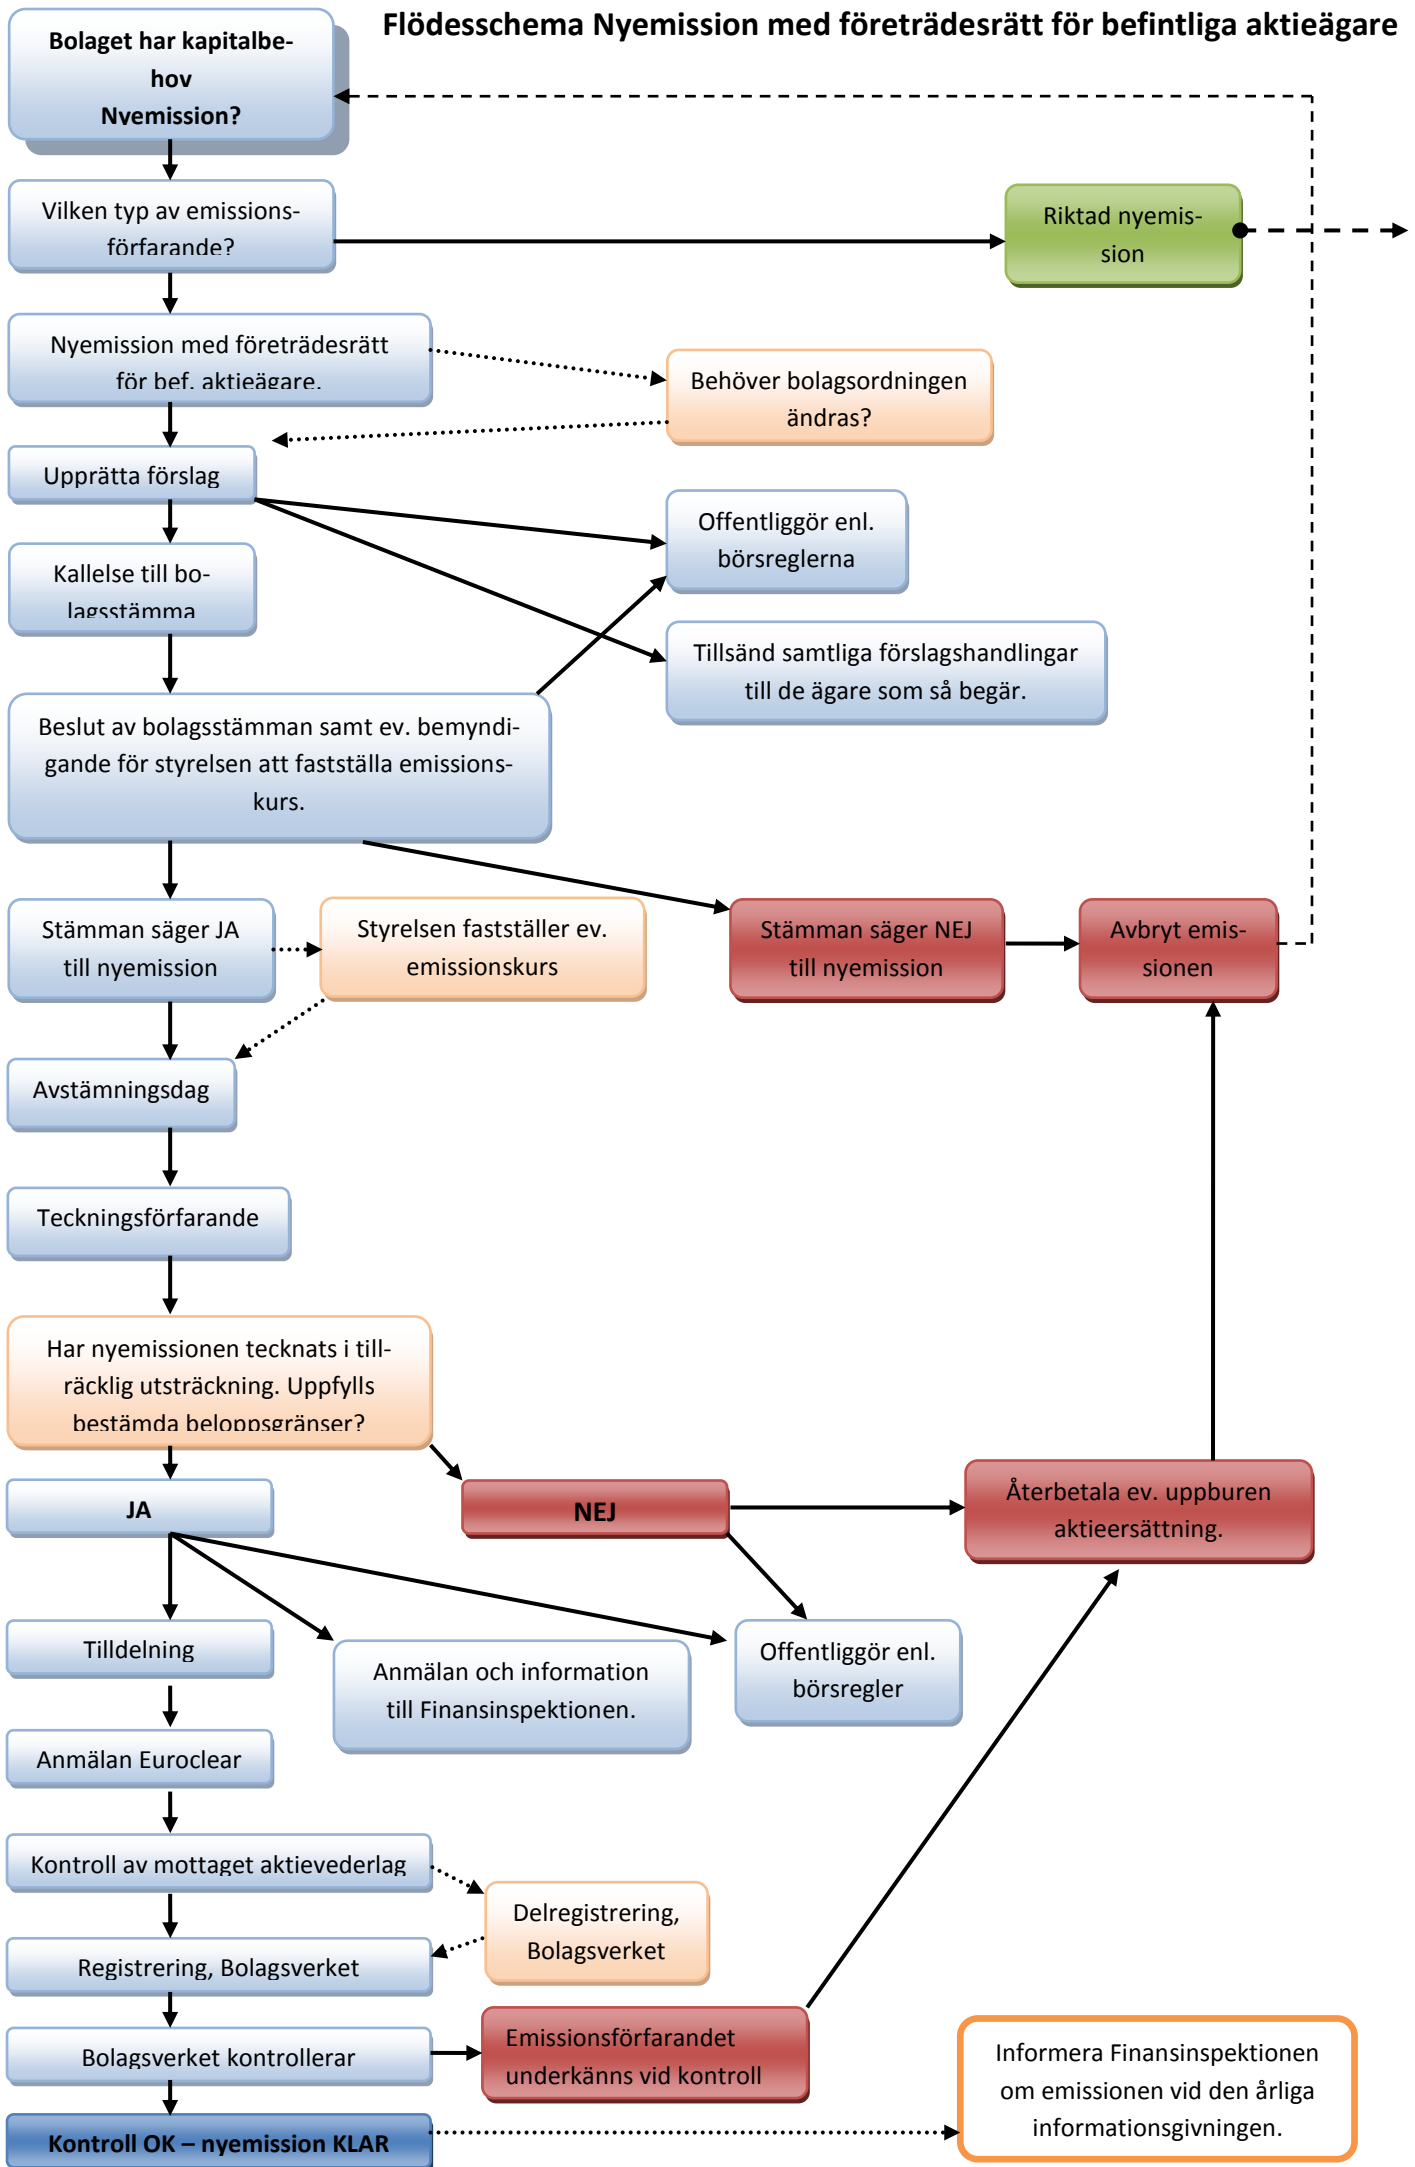 Flödesschema Nyemission med företrädesrätt för befintliga aktieägare
Bolaget har kapitalbe-
hov
Nyemission?
Vilken typ av emissions-
förfarande?
Riktad nyemis-
sion
Nyemission med företrädesrätt
för bef. aktieägare.
Behöver bolagsordningen
ändras?
Upprätta förslag
Offentliggör enl.
börsreglerna
Kallelse till bo-
lagsstämma
Tillsänd samtliga förslagshandlingar
till de ägare som så begär.
Beslut av bolagsstämman samt ev. bemyndi-
gande för styrelsen att fastställa emissions-
kurs.
Stämman säger JA
till nyemission
Styrelsen fastställer ev.
emissionskurs
Stämman säger NEJ
till nyemission
Avbryt emis-
sionen
Avstämningsdag
Teckningsförfarande
Har nyemissionen tecknats i till-
räcklig utsträckning. Uppfylls
bestämda beloppsgränser?
JA
NEJ
Återbetala ev. uppburen
aktieersättning.
Tilldelning
Anmälan och information
till Finansinspektionen.
Offentliggör enl.
börsregler
Anmälan Euroclear
Kontroll av mottaget aktievederlag
Delregistrering,
Bolagsverket
Registrering, Bolagsverket
Bolagsverket kontrollerar
Emissionsförfarandet
underkänns vid kontroll
Informera Finansinspektionen
om emissionen vid den årliga
informationsgivningen.
Kontroll OK – nyemission KLAR